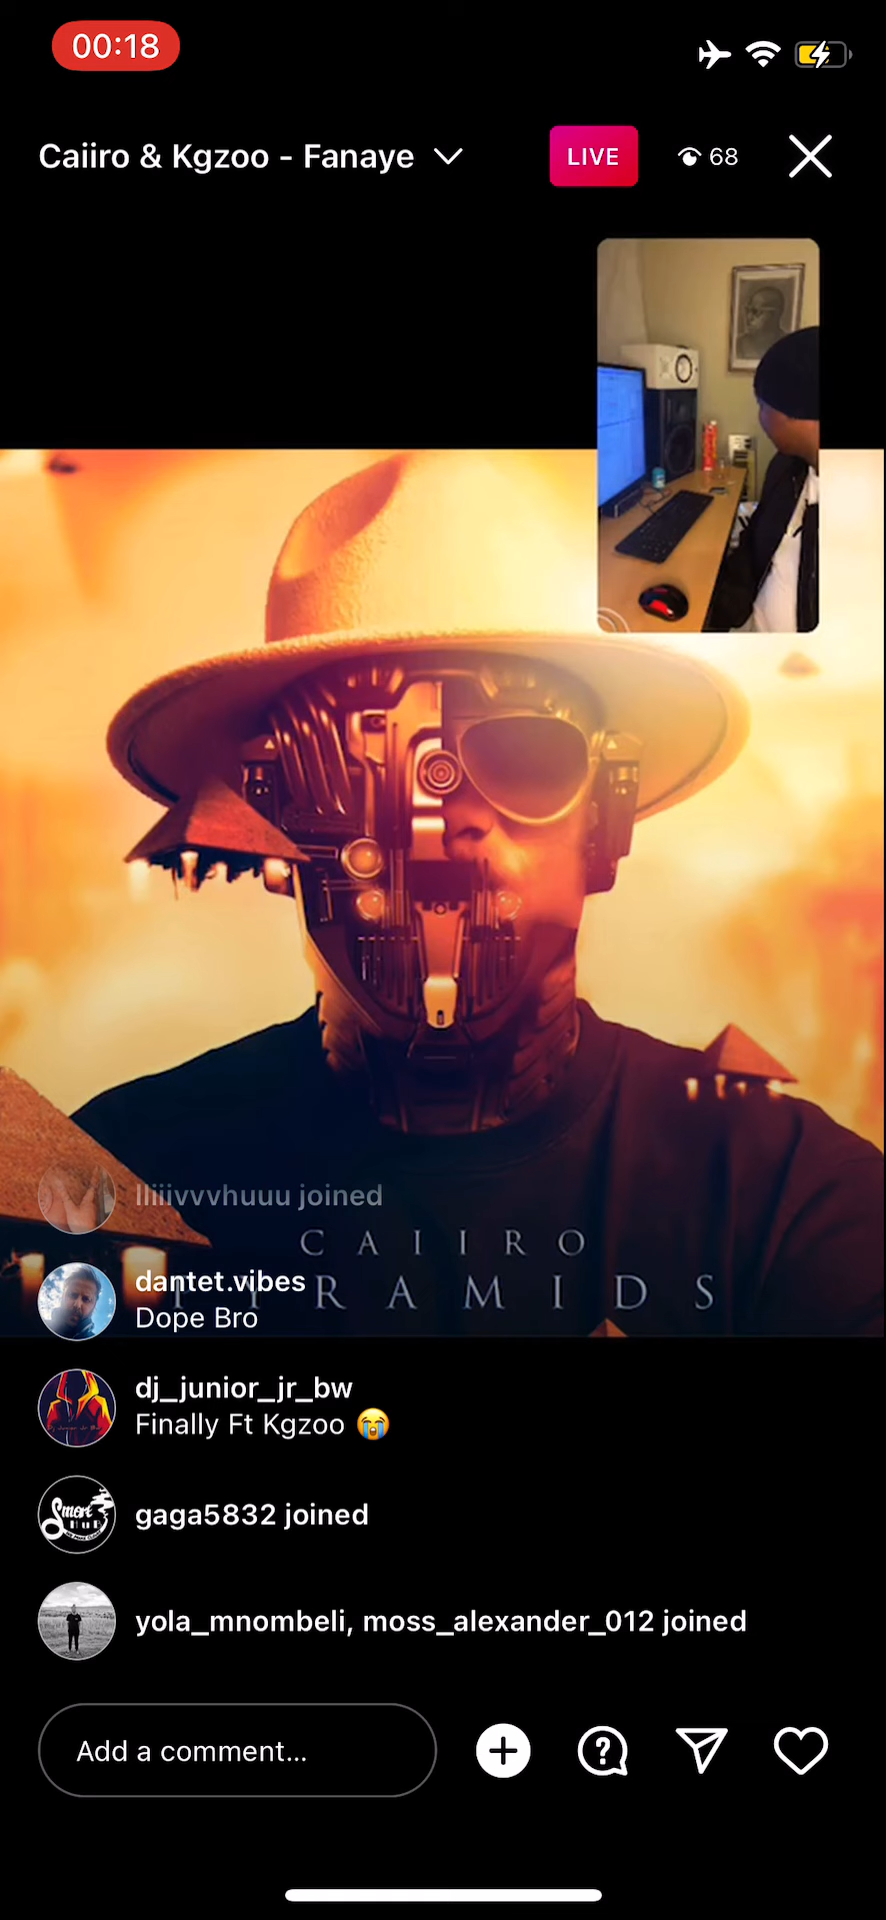 00:18
Caiiro & Kgzoo - Fanaye
LIVE
68
lliiivvvhuuu joined
CAIIRO
PYRAMIDS
dantet.vibes
Dope Bro
dj_junior_jr_bw
Finally Ft Kgzoo 😭
gaga5832 joined
yola_mnombeli, moss_alexander_012 joined
Add a comment...